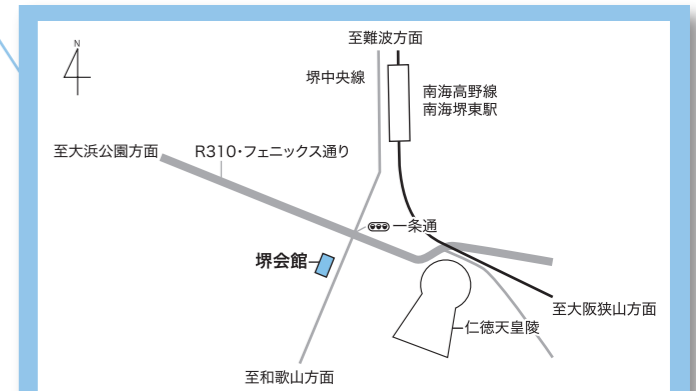 N
至難波方面
堺中央線
南海高野線
南海堺東駅
至大浜公園方面
R310・フェニックス通り
一条通
堺会館
至大阪狭山方面
仁徳天皇陵
至和歌山方面